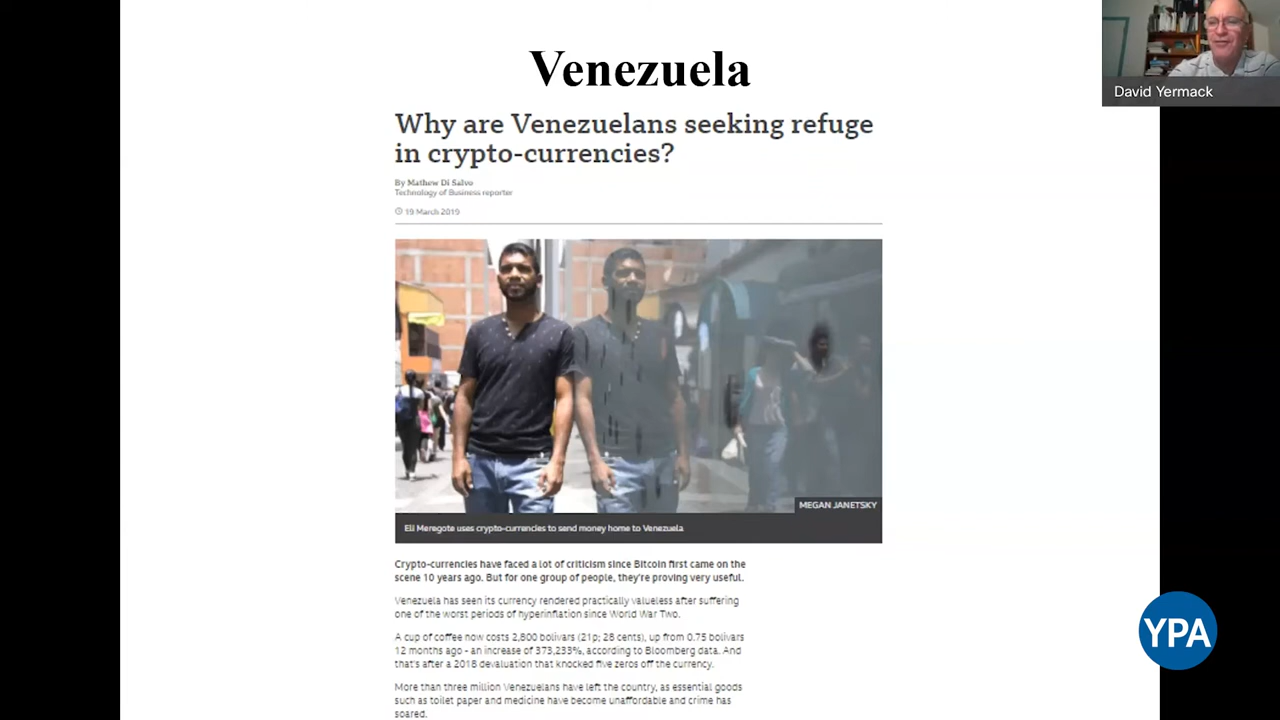 Venezuela
David Yermack
Why are Venezuelans seeking refuge
in crypto-currencies?
By Mathew Di Salvo
Technology of Business reporter
19 March 2019
MEGAN JANETSKY
Eli Meregote uses crypto-currencies to send money home to Venezuela
Crypto-currencies have faced a lot of criticism since Bitcoin first came on the
scene 10 years ago. But for one group of people, they're proving very useful.
Venezuela has seen its currency rendered practically valueless after suffering
one of the worst periods of hyperinflation since World War Two.
A cup of coffee now costs 2,800 bolivars (21p; 28 cents), up from 0.75 bolivars
12 months ago - an increase of 373,233%, according to Bloomberg data. And
that's after a 2018 devaluation that knocked five zeros off the currency.
More than three million Venezuelans have left the country, as essential goods
such as toilet paper and medicine have become unaffordable and crime has
soared.
YPA